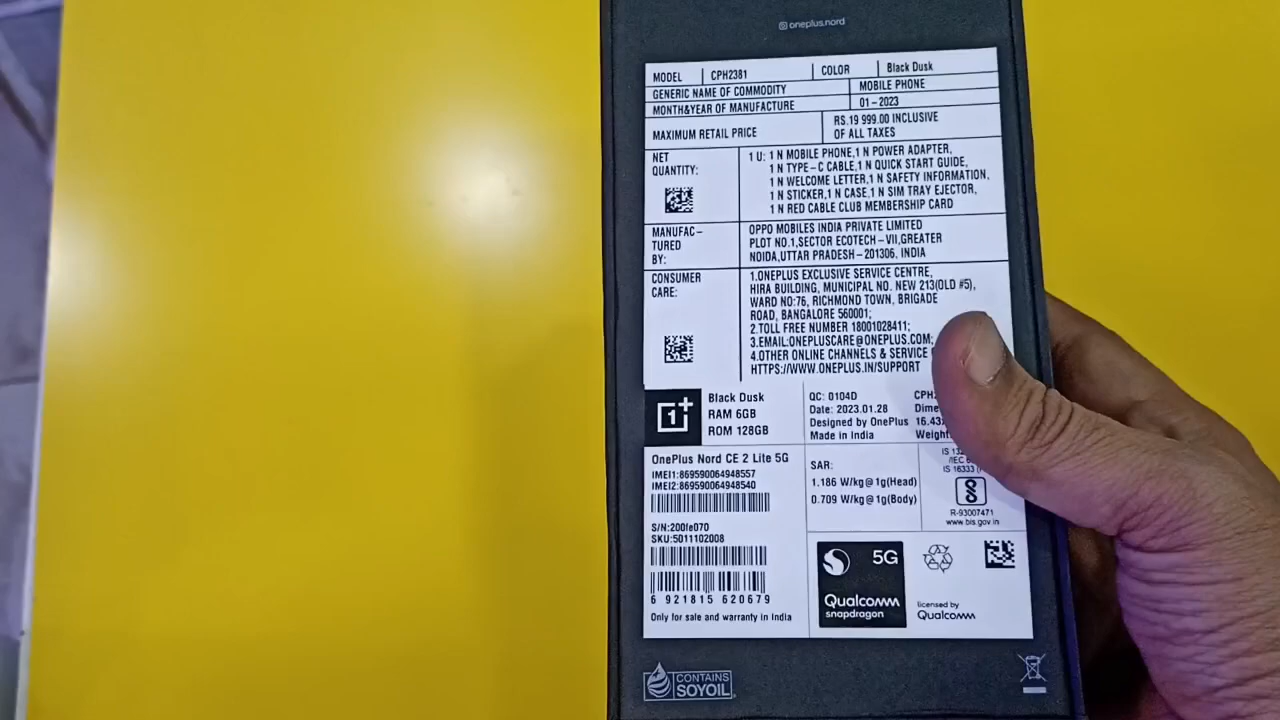 oneplus.nord
MODEL CPH2381 COLOR Black Dusk
GENERIC NAME OF COMMODITY MOBILE PHONE
MONTH&YEAR OF MANUFACTURE 01-2023
MAXIMUM RETAIL PRICE RS.19 999.00 INCLUSIVE
OF ALL TAXES
NET
QUANTITY:
1 U: 1 N MOBILE PHONE,1 N POWER ADAPTER,
1 N TYPE-C CABLE,1 N QUICK START GUIDE,
1 N WELCOME LETTER,1 N SAFETY INFORMATION,
1 N STICKER,1 N CASE,1 N SIM TRAY EJECTOR,
1 N RED CABLE CLUB MEMBERSHIP CARD
MANUFAC-
TURED
BY:
OPPO MOBILES INDIA PRIVATE LIMITED
PLOT NO.1,SECTOR ECOTECH-VII,GREATER
NOIDA,UTTAR PRADESH-201306, INDIA
CONSUMER
CARE:
1.ONEPLUS EXCLUSIVE SERVICE CENTRE,
HIRA BUILDING, MUNICIPAL NO. NEW 213(OLD #5),
WARD NO:76, RICHMOND TOWN, BRIGADE
ROAD, BANGALORE 560001;
2.TOLL FREE NUMBER 18001028411;
3.EMAIL:ONEPLUSCARE@ONEPLUS.COM;
4.OTHER ONLINE CHANNELS & SERVICE
HTTPS://WWW.ONEPLUS.IN/SUPPORT
1+
Black Dusk
RAM 6GB
ROM 128GB
QC: 0104D
Date: 2023.01.28
Designed by OnePlus
Made in India
Weight
OnePlus Nord CE 2 Lite 5G
IMEI1:869590064948557
IMEI2:869590064948540
S/N:200fe070
SKU:5011102008
6 921815 620679
Only for sale and warranty in India
SAR:
1.186 W/kg@1g(Head)
0.709 W/kg@1g(Body)
IS 16333
R-93007471
www.bis.gov.in
5G
Qualcomm
snapdragon
licensed by
Qualcomm
CONTAINS
SOYOIL